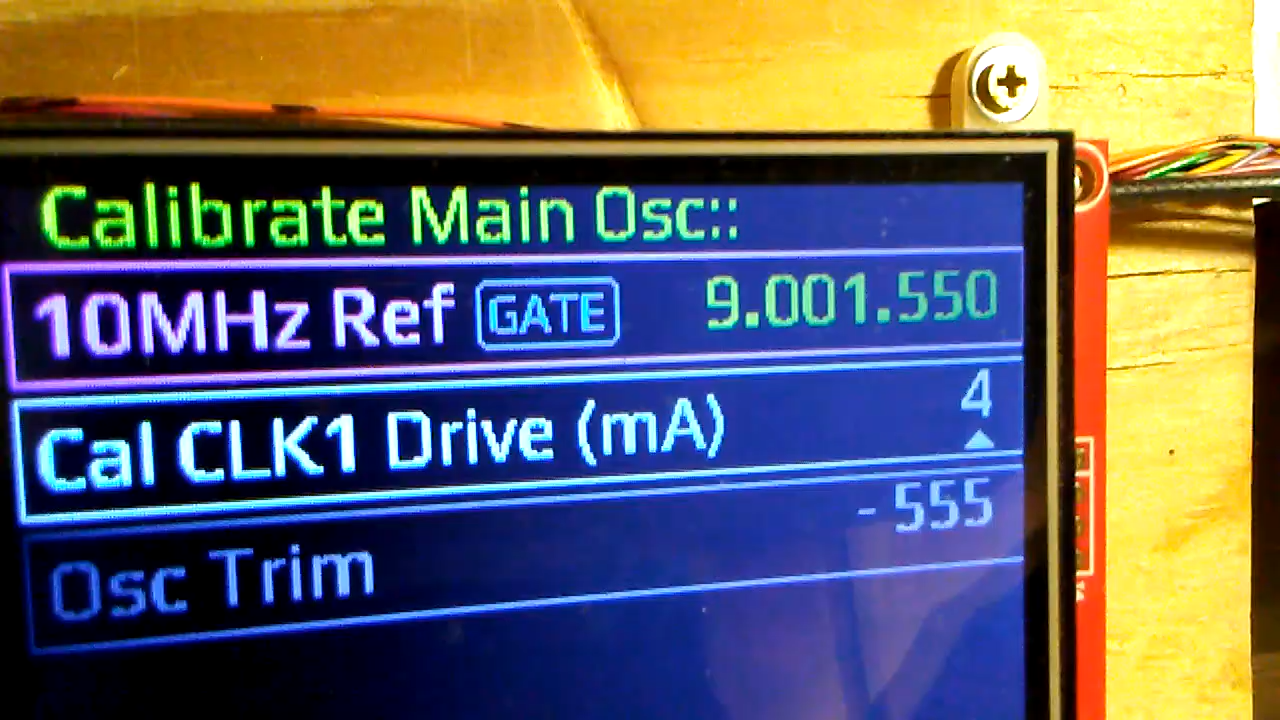 Calibrate Main Osc::
10MHz Ref GATE 9.001.550
Cal CLK1 Drive (mA) 4
Osc Trim - 555